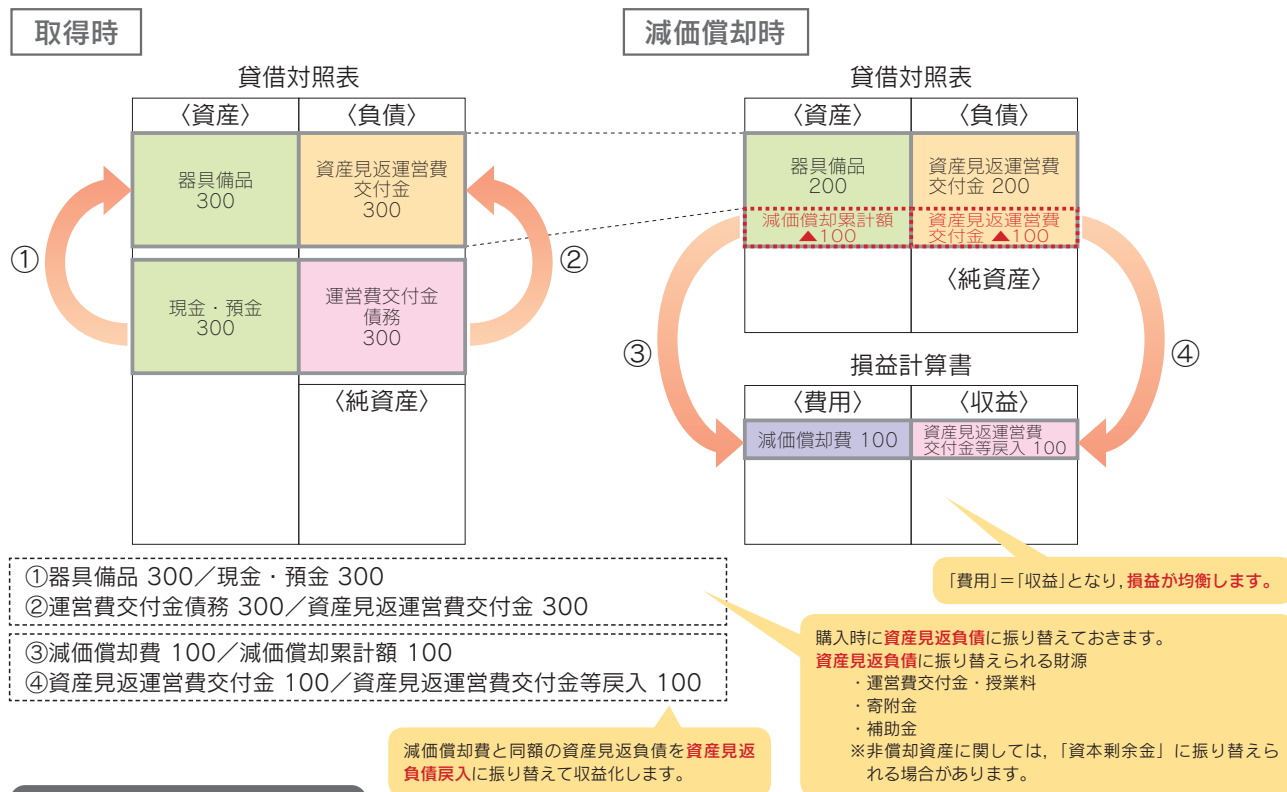 取得時
貸借対照表
〈資産〉
〈負債〉
器具備品
300
資産見返運営費
交付金
300
①
②
現金・預金
300
運営費交付金
債務
300
〈純資産〉
減価償却時
貸借対照表
〈資産〉
〈負債〉
器具備品
200
資産見返運営費
交付金 200
減価償却累計額
▲100
資産見返運営費
交付金 ▲100
〈純資産〉
③
④
損益計算書
〈費用〉
〈収益〉
減価償却費 100
資産見返運営費
交付金等戻入 100
「費用」＝「収益」となり，損益が均衡します。
①器具備品 300／現金・預金 300
②運営費交付金債務 300／資産見返運営費交付金 300
③減価償却費 100／減価償却累計額 100
④資産見返運営費交付金 100／資産見返運営費交付金等戻入 100
購入時に資産見返負債に振り替えておきます。
資産見返負債に振り替えられる財源
・運営費交付金・授業料
・寄附金
・補助金
※非償却資産に関しては，「資本剰余金」に振り替えら
れる場合があります。
減価償却費と同額の資産見返負債を資産見返
負債戻入に振り替えて収益化します。